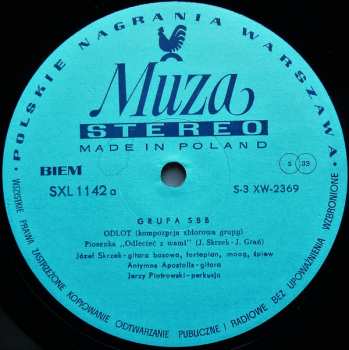 POLSKIE NAGRANIA WARSZAWA
Muza
STEREO
MADE IN POLAND
BIEM
S 33
SXL 1142 a
S-3 XW-2369
GRUPA SBB
ODLOT (kompozycja zbiorowa grupy)
Piosenka „Odlecieć z wami" (J. Skrzek - J. Grań)
Józef Skrzek - gitara basowa, fortepian, moog, śpiew
Antymos Apostolis - gitara
Jerzy Piotrowski - perkusja
WSZELKIE PRAWA ZASTRZEŻONE KOPIOWANIE ODTWARZANIE PUBLICZNE I RADIOWE BEZ UPOWAŻNIENIA WZBRONIONE